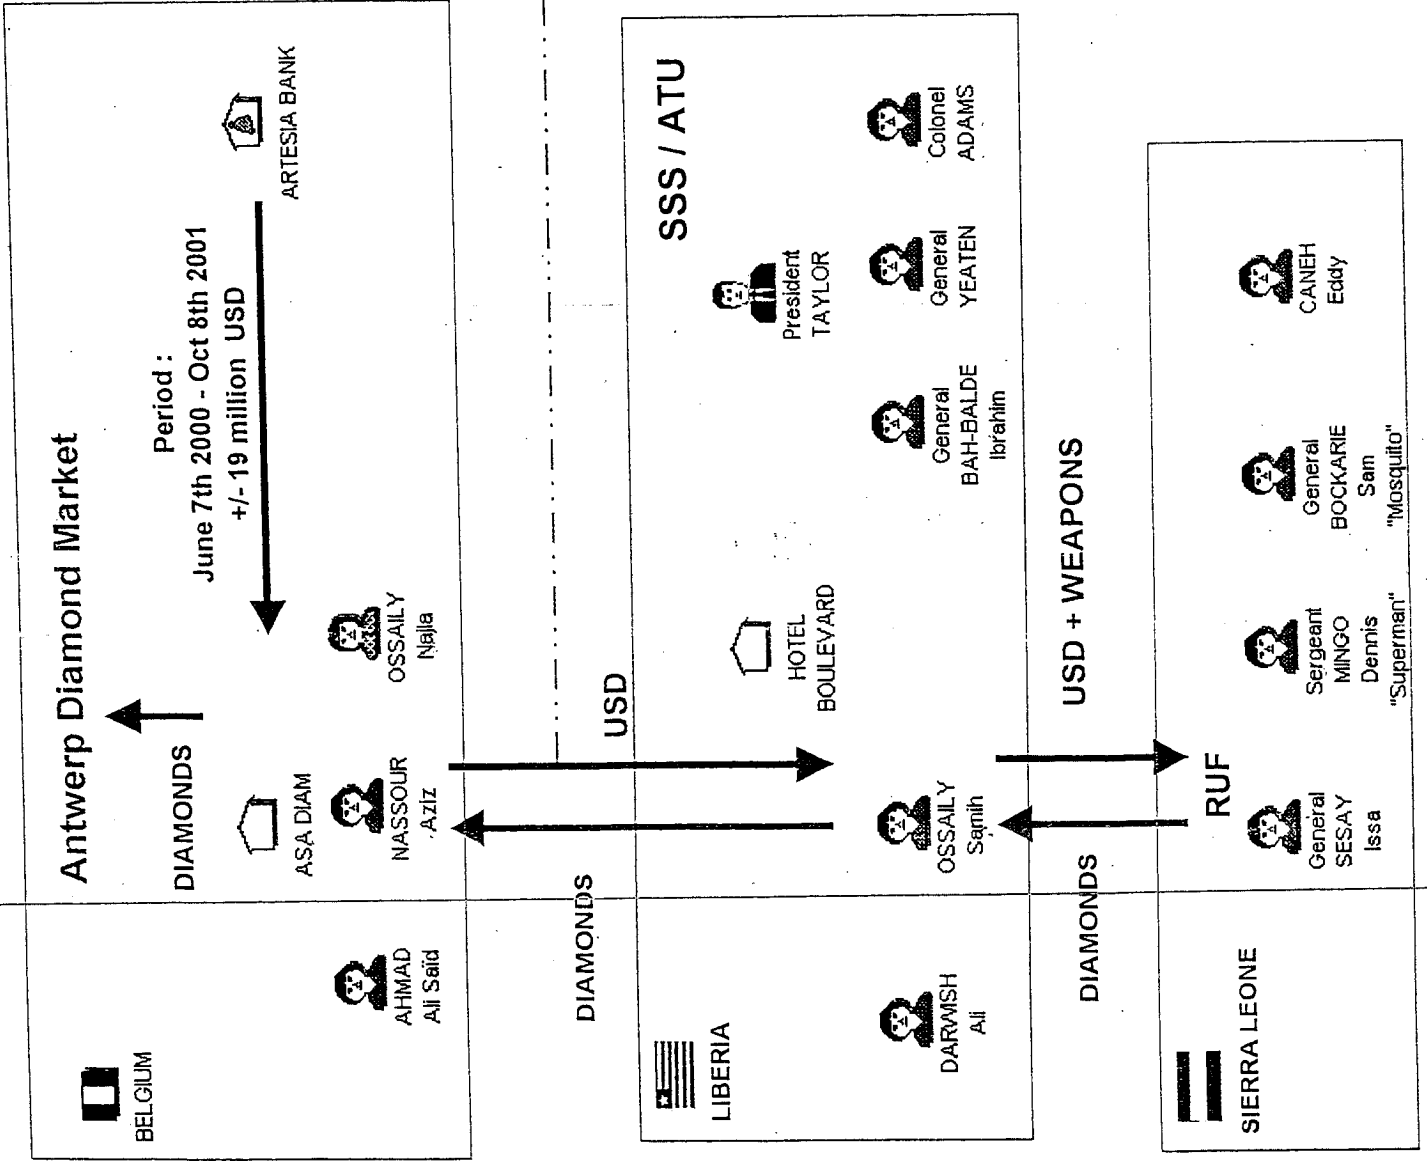 Antwerp Diamond Market
BELGIUM
DIAMONDS
Period :
June 7th 2000 - Oct 8th 2001
+/- 19 million USD
ARTESIA BANK
ASA DIAM
AHMAD
Ali Saïd
NASSOUR
Aziz
OSSAILY
Najla
DIAMONDS
USD
LIBERIA
SSS / ATU
HOTEL
BOULEVARD
President
TAYLOR
DARWISH
Ali
OSSAILY
Samih
General
BAH-BALDE
Ibrahim
General
YEATEN
Colonel
ADAMS
DIAMONDS
USD + WEAPONS
SIERRA LEONE
RUF
General
SESAY
Issa
Sergeant
MINGO
Dennis
"Superman"
General
BOCKARIE
Sam
"Mosquito"
CANEH
Eddy